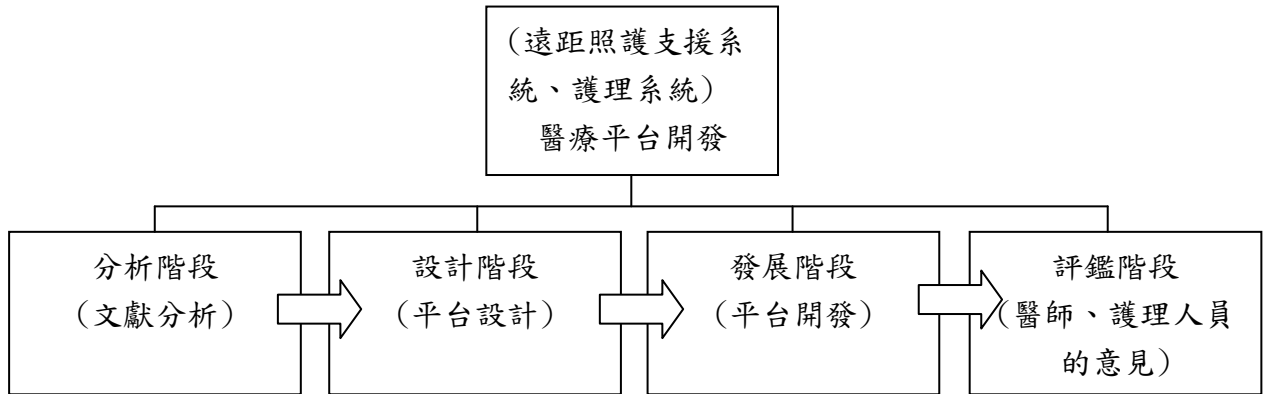 (遠距照護支援系
統、護理系統)
醫療平台開發
分析階段
(文獻分析)
設計階段
(平台設計)
發展階段
(平台開發)
評鑑階段
(醫師、護理人員
的意見)